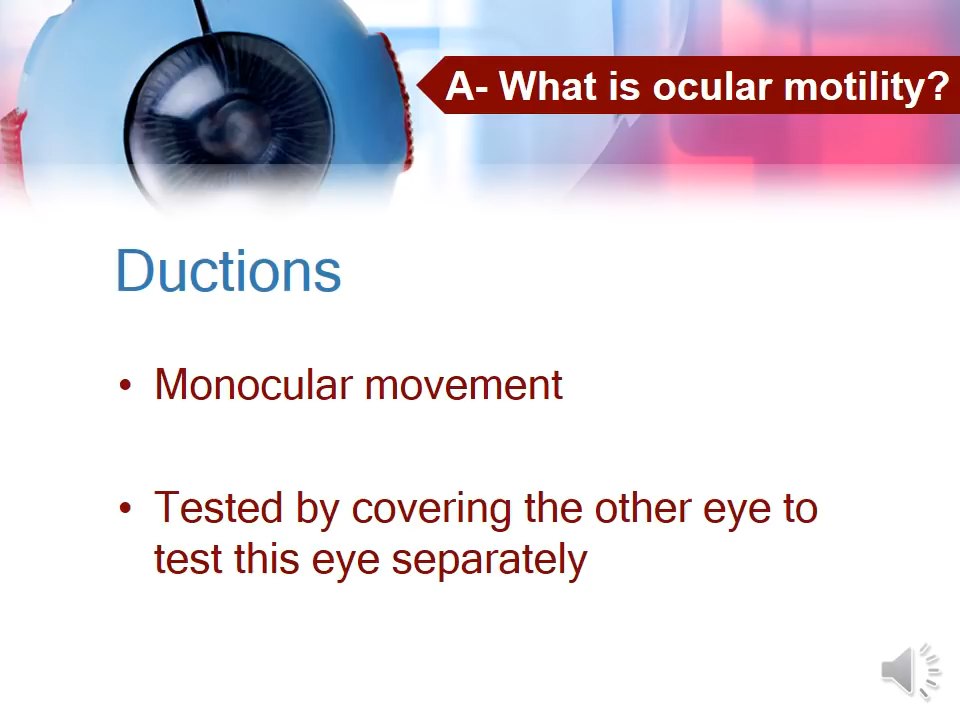 A- What is ocular motility?
Ductions
• Monocular movement
• Tested by covering the other eye to
test this eye separately